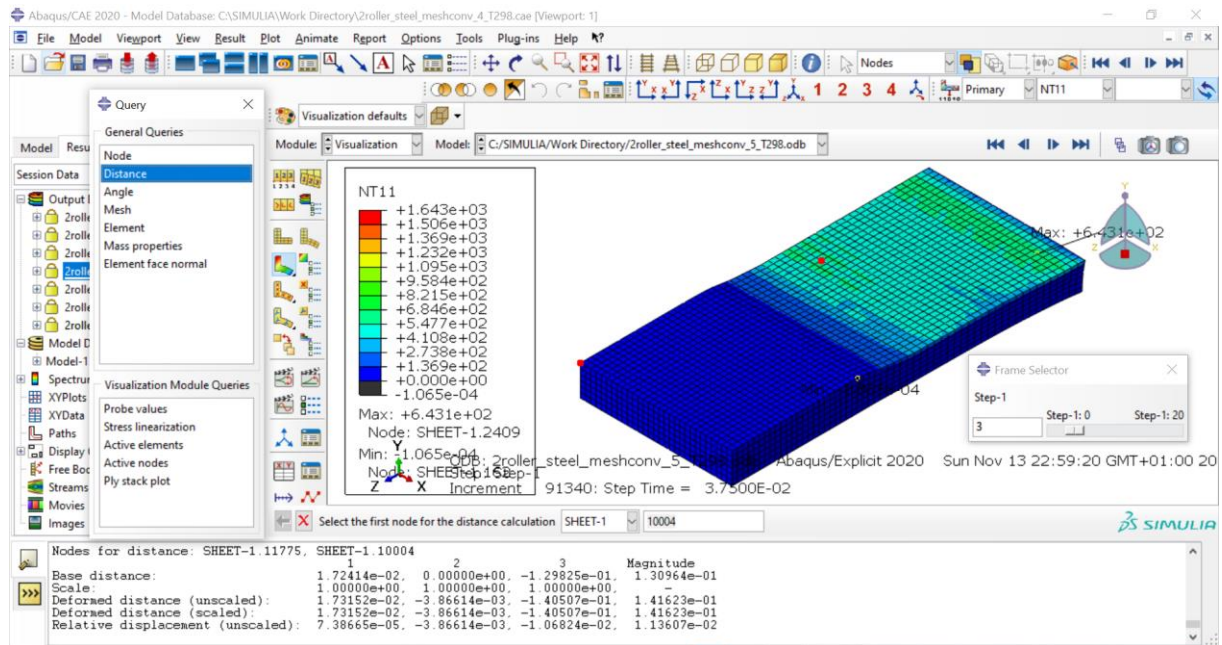 Abaqus/CAE 2020 - Model Database: C:\SIMULIA\Work Directory\2roller_steel_meshconv_4_T298.cae [Viewport: 1]
File Model Viewport View Result Plot Animate Report Options Tools Plug-ins Help
Nodes
1 2 3 4 Primary NT11
Visualization defaults
Module: Visualization Model: C:/SIMULIA/Work Directory/2roller_steel_meshconv_5_T298.odb
Model Resu
Session Data
Output
2rolle
2rolle
2rolle
2rolle
2rolle
2rolle
2rolle
Model D
Model-1
Spectru
XYPlots
XYData
Paths
Display
Free Bo
Streams
Movies
Images
Query
General Queries
Node
Distance
Angle
Mesh
Element
Mass properties
Element face normal
Visualization Module Queries
Probe values
Stress linearization
Active elements
Active nodes
Ply stack plot
NT11
+1.643e+03
+1.506e+03
+1.369e+03
+1.232e+03
+1.095e+03
+9.584e+02
+8.215e+02
+6.846e+02
+5.477e+02
+4.108e+02
+2.738e+02
+1.369e+02
+0.000e+00
-1.065e-04
Max: +6.431e+02
Node: SHEET-1.2409
Min: -1.065e-04
Max: +6.431e+02
Y
Z X
Abaqus/Explicit 2020 Sun Nov 13 22:59:20 GMT+01:00 20
Increment 91340: Step Time = 3.7500E-02
Frame Selector
Step-1
3 Step-1: 0 Step-1: 20
Select the first node for the distance calculation SHEET-1 10004
SIMULIA
Nodes for distance: SHEET-1.11775, SHEET-1.10004
1 2 3 Magnitude
Base distance: 1.72414e-02, 0.00000e+00, -1.29825e-01, 1.30964e-01
Scale: 1.00000e+00, 1.00000e+00, 1.00000e+00, -
Deformed distance (unscaled): 1.73152e-02, -3.86614e-03, -1.40507e-01, 1.41623e-01
Deformed distance (scaled): 1.73152e-02, -3.86614e-03, -1.40507e-01, 1.41623e-01
Relative displacement (unscaled): 7.38665e-05, -3.86614e-03, -1.06824e-02, 1.13607e-02